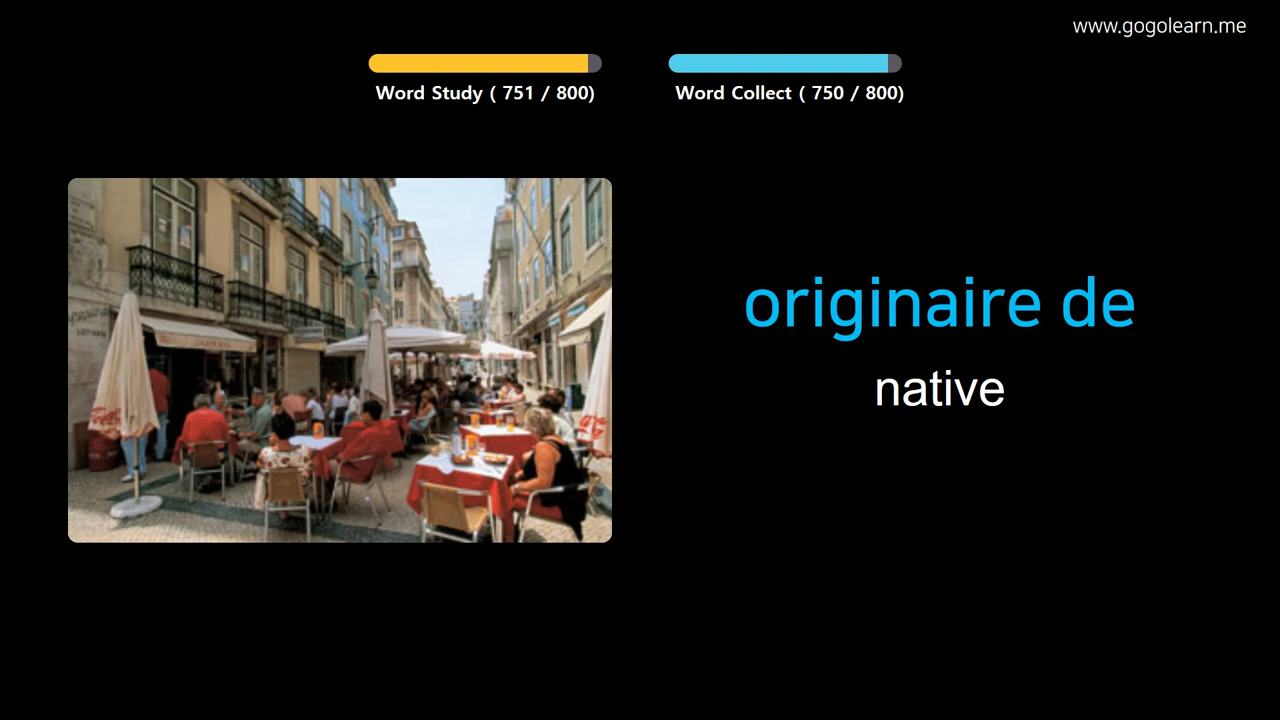 www.gogolearn.me
Word Study ( 751 / 800)
Word Collect ( 750 / 800)
originaire de
native